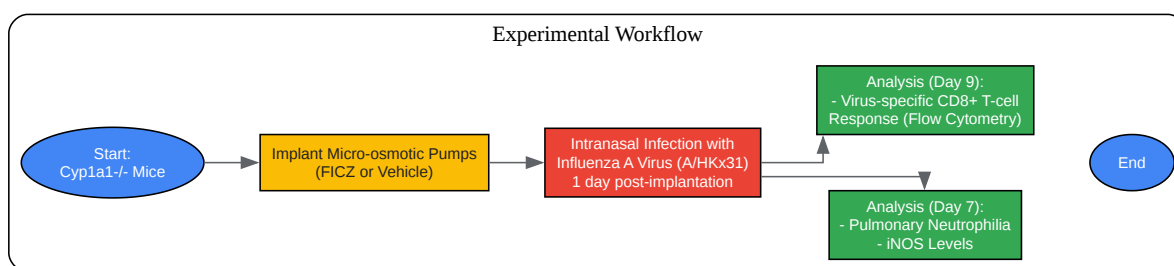 Experimental Workflow
Start:
Cyp1a1-/- Mice
Implant Micro-osmotic Pumps
(FICZ or Vehicle)
Intranasal Infection with
Influenza A Virus (A/HKx31)
1 day post-implantation
Analysis (Day 9):
- Virus-specific CD8+ T-cell
Response (Flow Cytometry)
Analysis (Day 7):
- Pulmonary Neutrophilia
- iNOS Levels
End